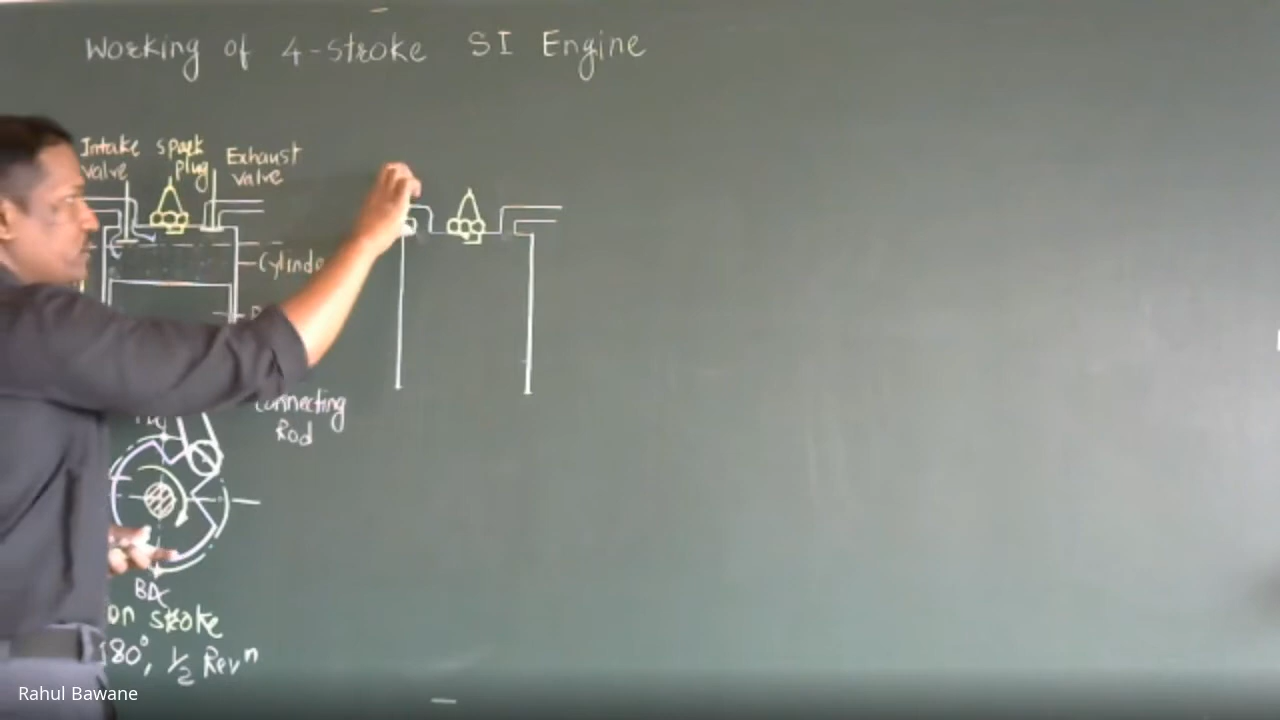 Working of 4-stroke SI Engine
Intake valve
spark plug
Exhaust valve
Cylinde
Connecting Rod
BDC
on stroke
180°, 1/2 Revⁿ
Rahul Bawane